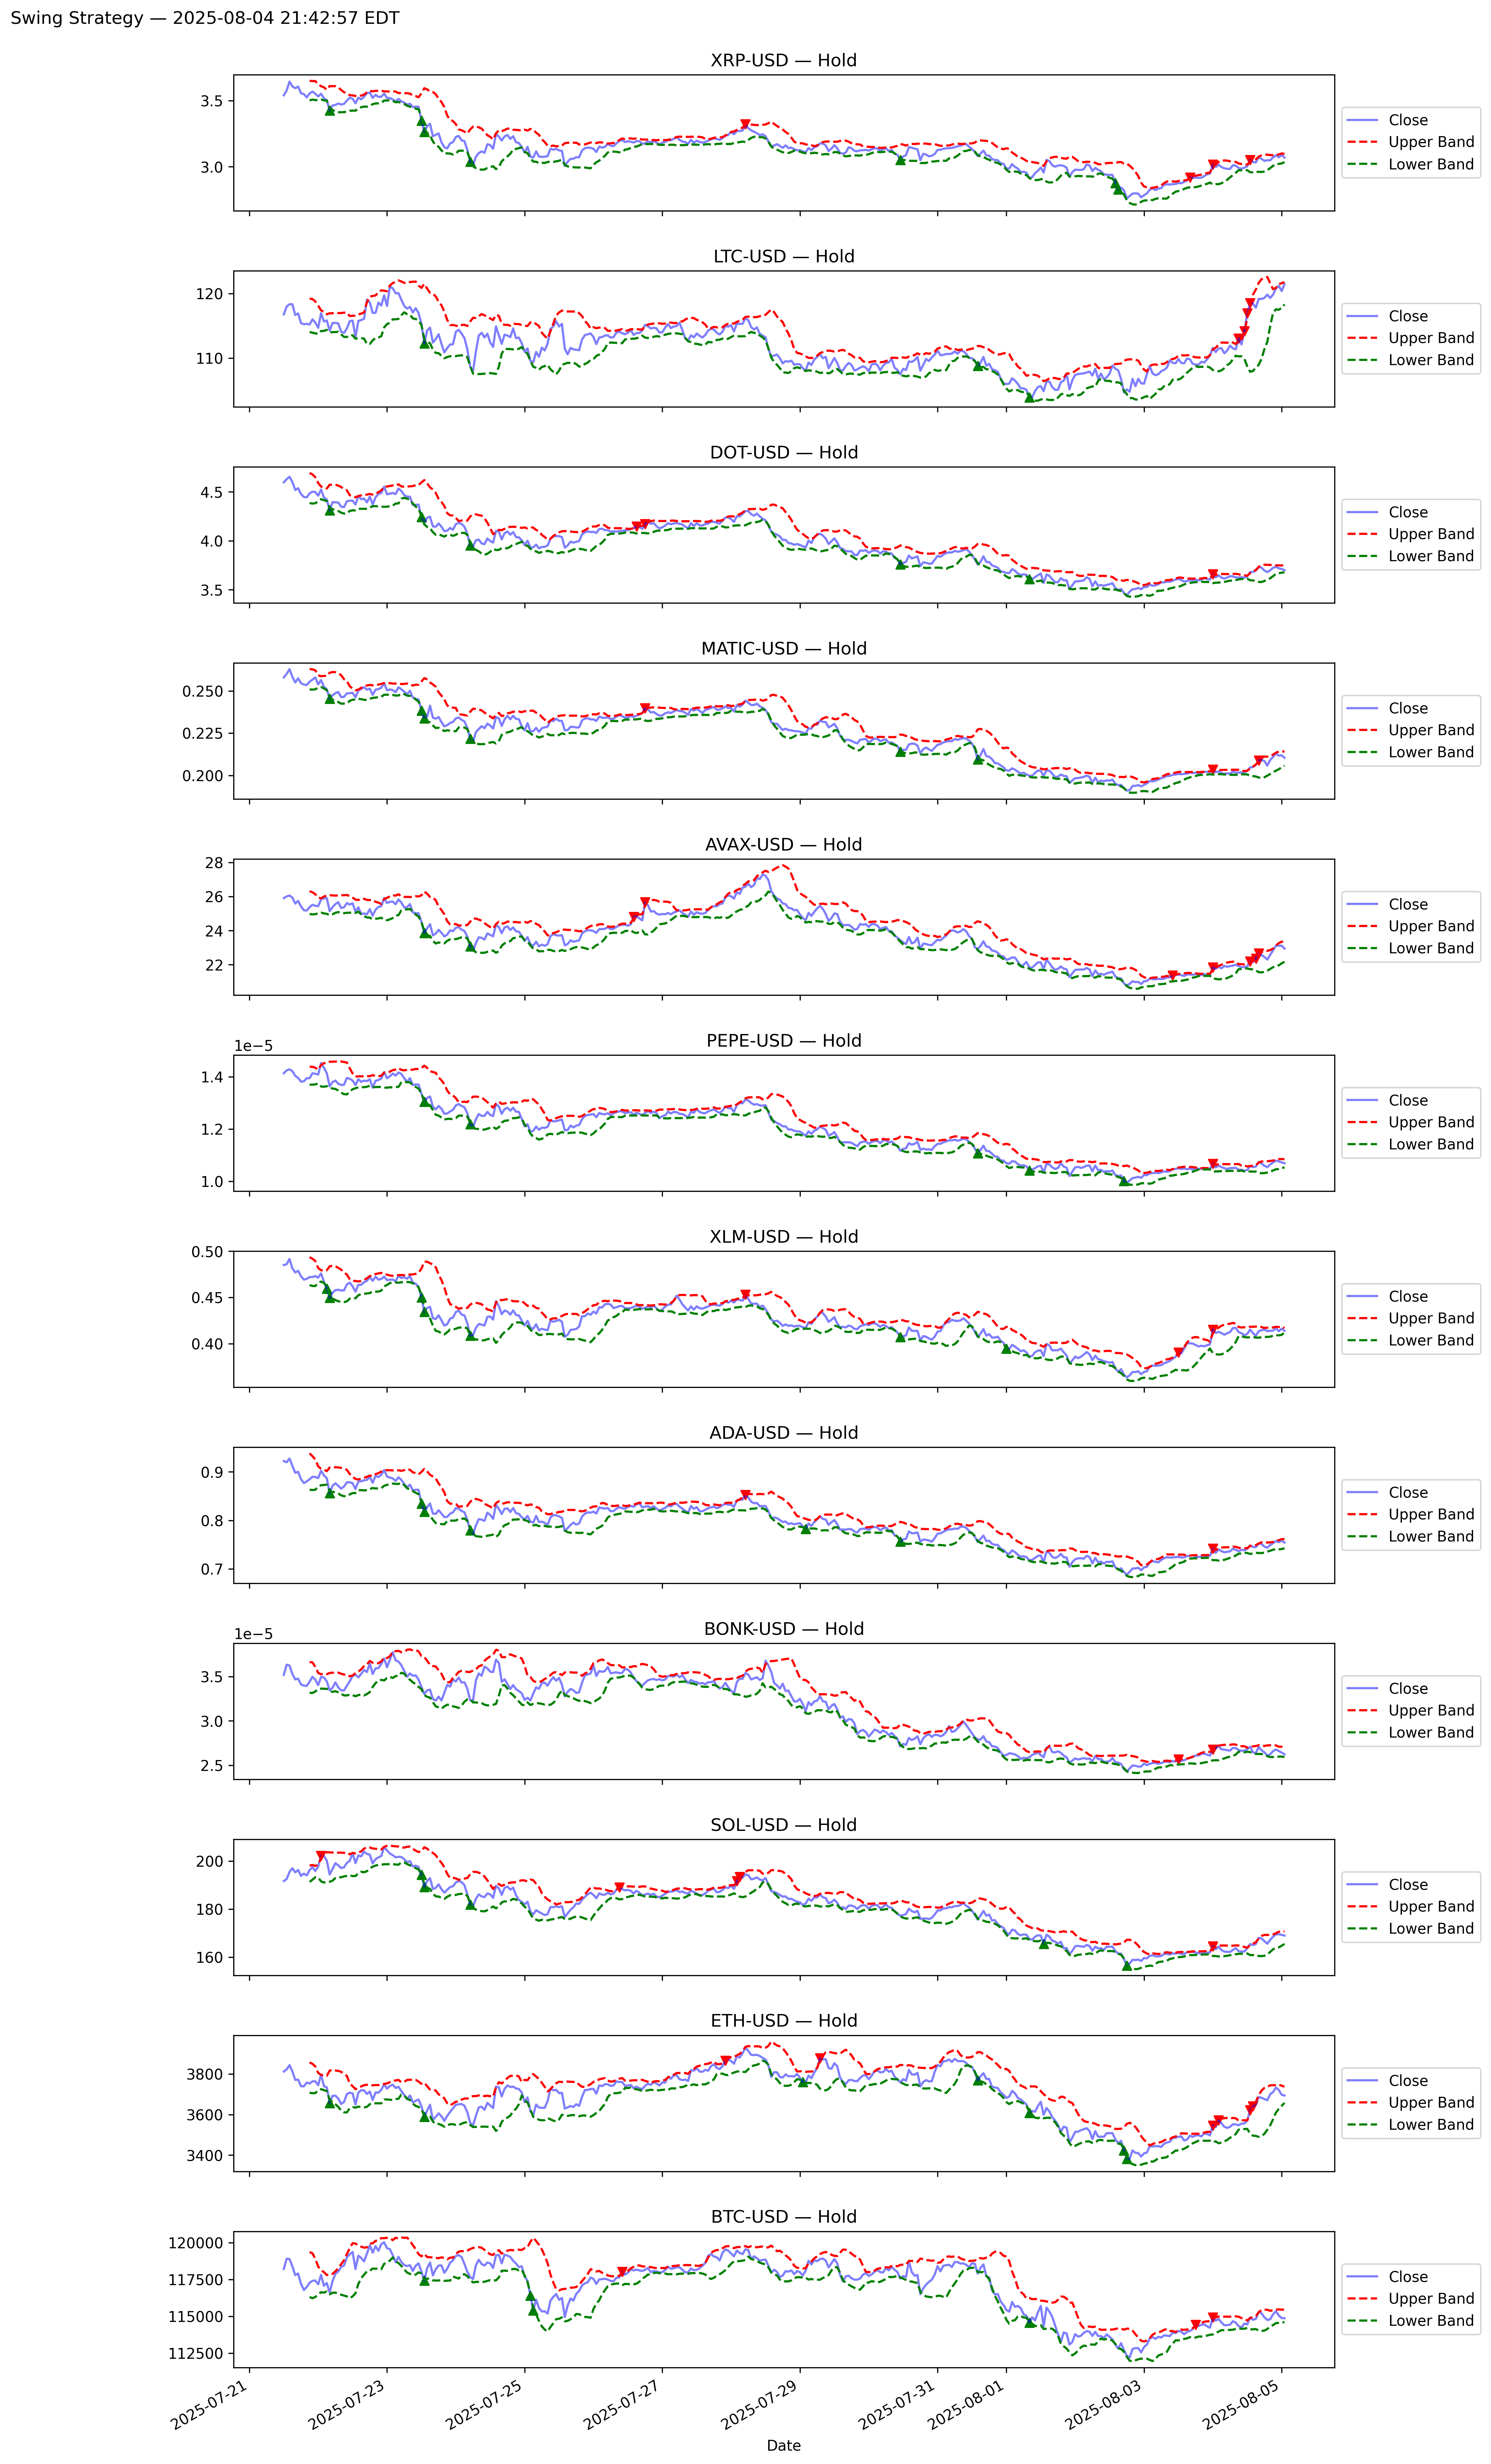 Swing Strategy — 2025-08-04 21:42:57 EDT
XRP-USD — Hold
3.5
3.0
Close
Upper Band
Lower Band
LTC-USD — Hold
120
110
Close
Upper Band
Lower Band
DOT-USD — Hold
4.5
4.0
3.5
Close
Upper Band
Lower Band
MATIC-USD — Hold
0.250
0.225
0.200
Close
Upper Band
Lower Band
AVAX-USD — Hold
28
26
24
22
Close
Upper Band
Lower Band
PEPE-USD — Hold
1e−5
1.4
1.2
1.0
Close
Upper Band
Lower Band
XLM-USD — Hold
0.50
0.45
0.40
Close
Upper Band
Lower Band
ADA-USD — Hold
0.9
0.8
0.7
Close
Upper Band
Lower Band
BONK-USD — Hold
1e−5
3.5
3.0
2.5
Close
Upper Band
Lower Band
SOL-USD — Hold
200
180
160
Close
Upper Band
Lower Band
ETH-USD — Hold
3800
3600
3400
Close
Upper Band
Lower Band
BTC-USD — Hold
120000
117500
115000
112500
Close
Upper Band
Lower Band
2025-07-21
2025-07-23
2025-07-25
2025-07-27
2025-07-29
2025-07-31
2025-08-01
2025-08-03
2025-08-05
Date